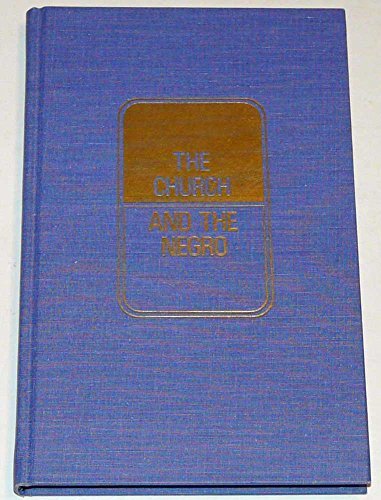 THE
CHURCH
AND THE
NEGRO